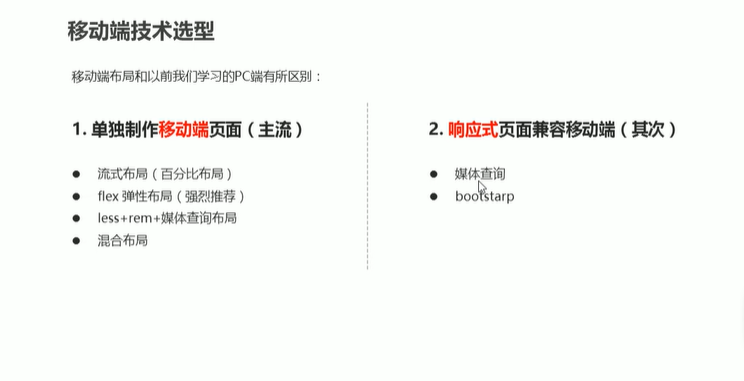 移动端技术选型
移动端布局和以前我们学习的PC端有所区别：
1. 单独制作移动端页面（主流）
● 流式布局（百分比布局）
● flex 弹性布局（强烈推荐）
● less+rem+媒体查询布局
● 混合布局
2. 响应式页面兼容移动端（其次）
● 媒体查询
● bootstarp